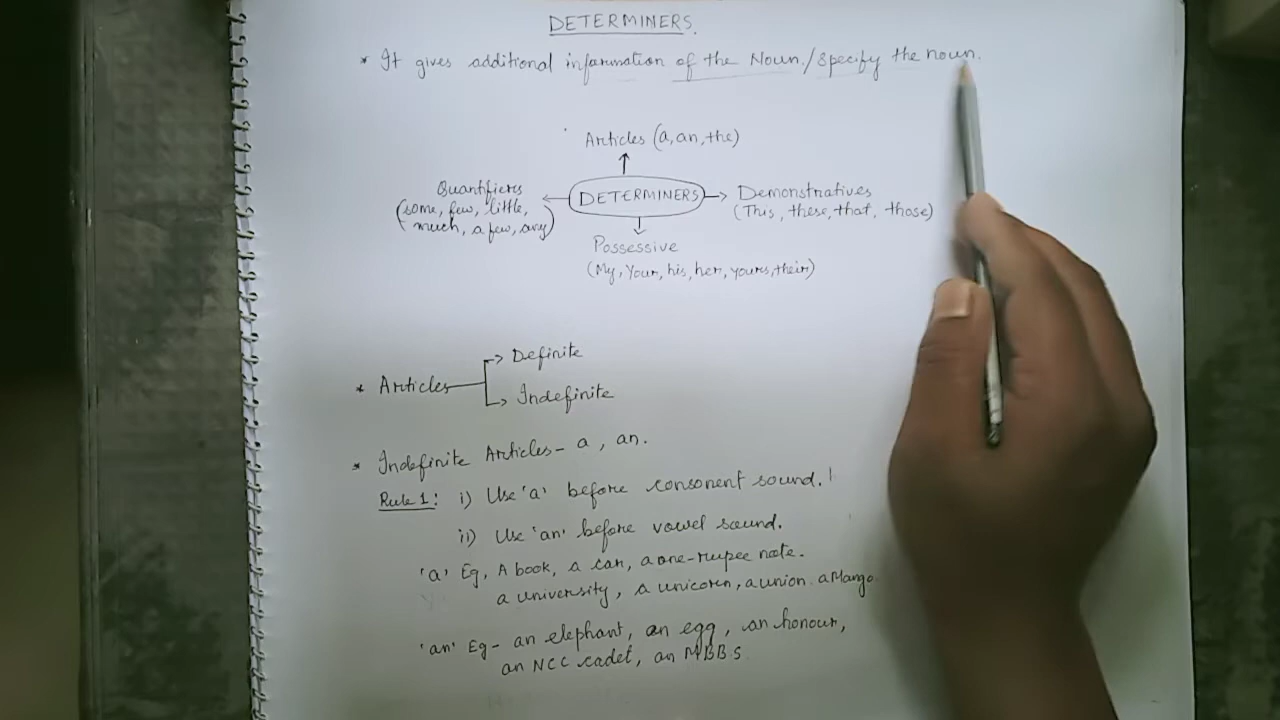 DETERMINERS.
* It gives additional information of the Noun./specify the noun.
Articles (a, an, the)
Quantifiers
(some, few, little,
much, a few, any)
DETERMINERS
Demonstratives
(This, these, that, those)
Possessive
(My, Your, his, her, yours, their)
* Articles
Definite
Indefinite
* Indefinite Articles - a, an.
Rule 1: i) Use 'a' before consonent sound.
ii) Use 'an' before vowel sound.
'a' Eg, A book, a car, a one-rupee note.
a university, a unicorn, a union. a Mango
'an' Eg - an elephant, an egg, an honour,
an NCC cadet, an MBBS